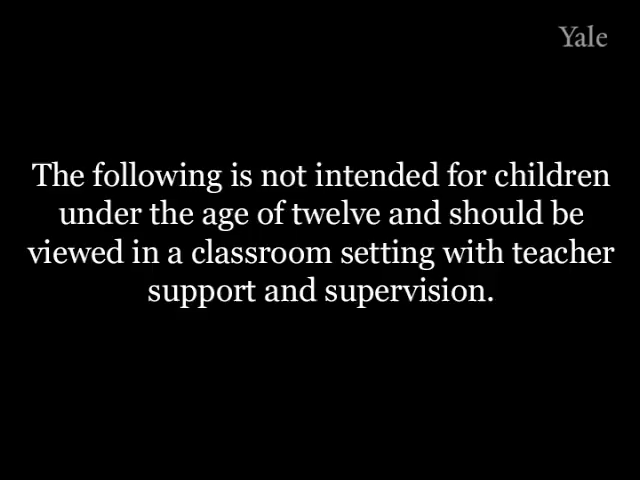 Yale
The following is not intended for children
under the age of twelve and should be
viewed in a classroom setting with teacher
support and supervision.